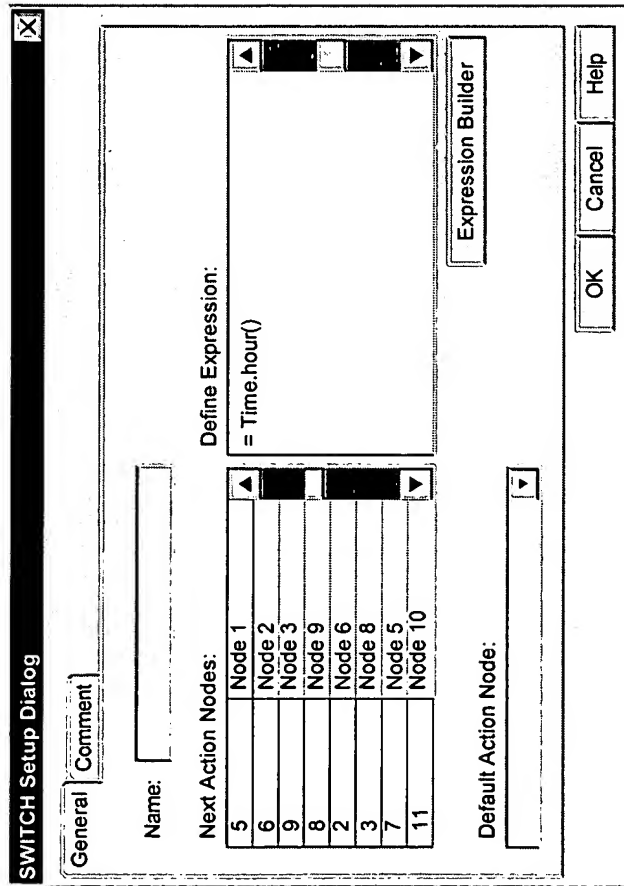 SWITCH Setup Dialog
General
Comment
Name:
Next Action Nodes:
5 Node 1
6 Node 2
9 Node 3
8 Node 9
2 Node 6
3 Node 8
7 Node 5
11 Node 10
Define Expression:
= Time.hour()
Expression Builder
Default Action Node:
OK
Cancel
Help